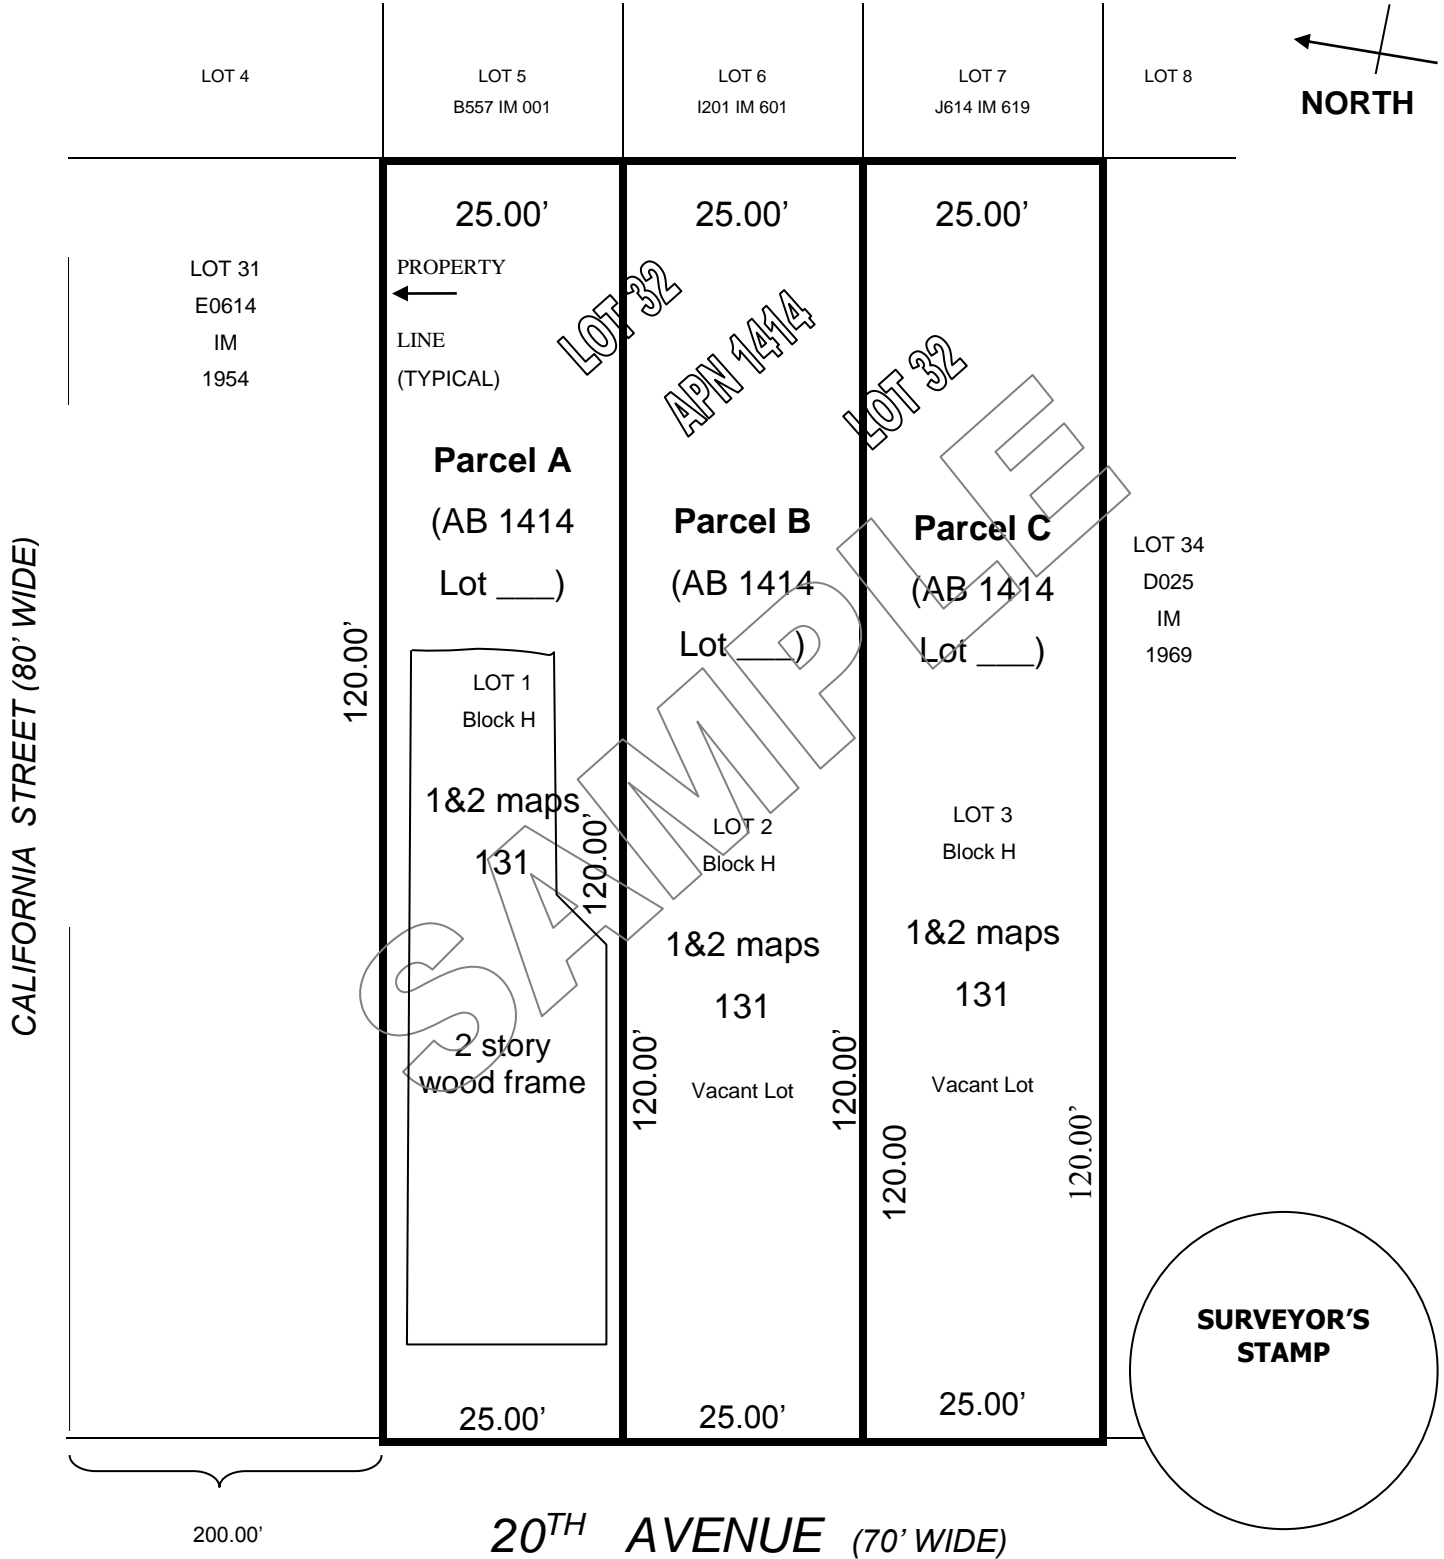 LOT 4
LOT 5
B557 IM 001
LOT 6
I201 IM 601
LOT 7
J614 IM 619
LOT 8
NORTH
25.00’
25.00’
25.00’
LOT 31
E0614
IM
1954
PROPERTY
LINE
(TYPICAL)
LOT 32
APN 1414
LOT 32
Parcel A
(AB 1414
Lot ___)
Parcel B
(AB 1414
Lot ___)
Parcel C
(AB 1414
Lot ___)
LOT 34
D025
IM
1969
CALIFORNIA STREET (80’ WIDE)
120.00’
LOT 1
Block H
1&2 maps
131
2 story
wood frame
120.00’
LOT 2
Block H
1&2 maps
131
Vacant Lot
120.00’
120.00’
LOT 3
Block H
1&2 maps
131
Vacant Lot
120.00
120.00’
SAMPLE
SURVEYOR’S
STAMP
25.00’
25.00’
25.00’
200.00’
20TH AVENUE (70’ WIDE)